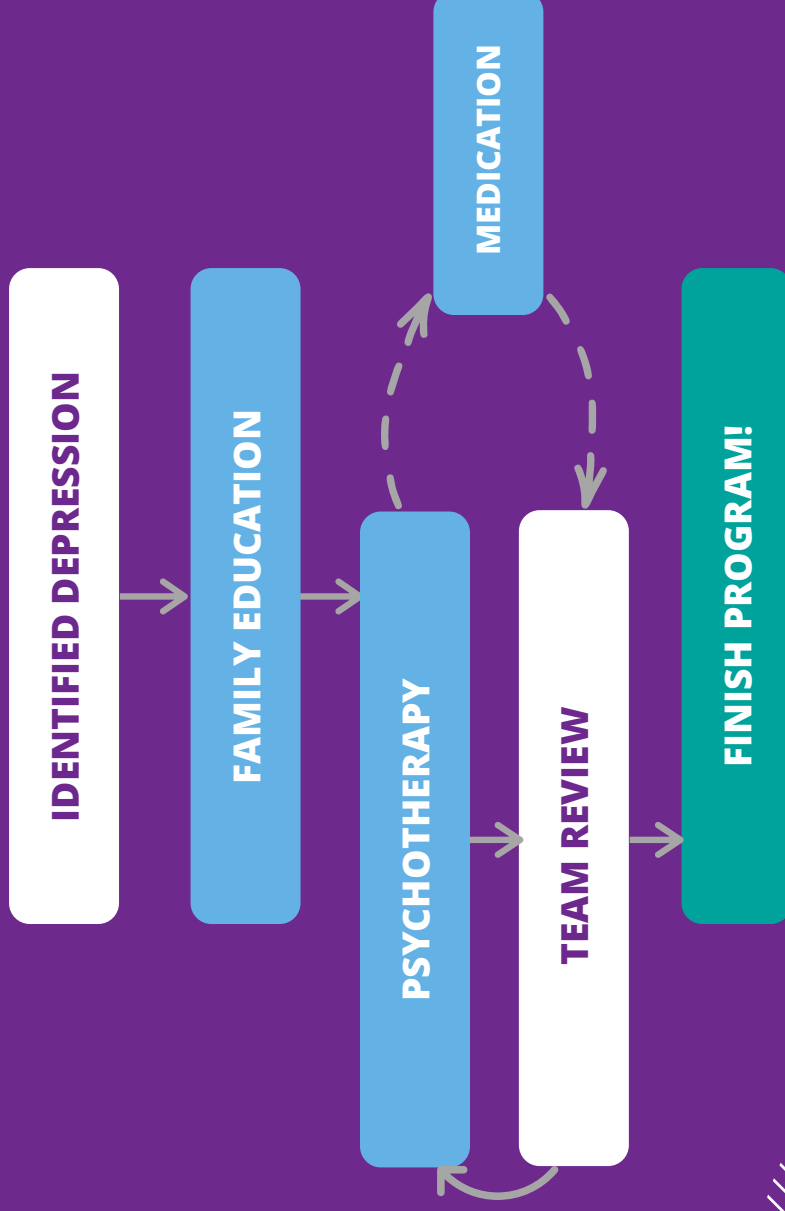 IDENTIFIED DEPRESSION
FAMILY EDUCATION
PSYCHOTHERAPY
MEDICATION
TEAM REVIEW
FINISH PROGRAM!